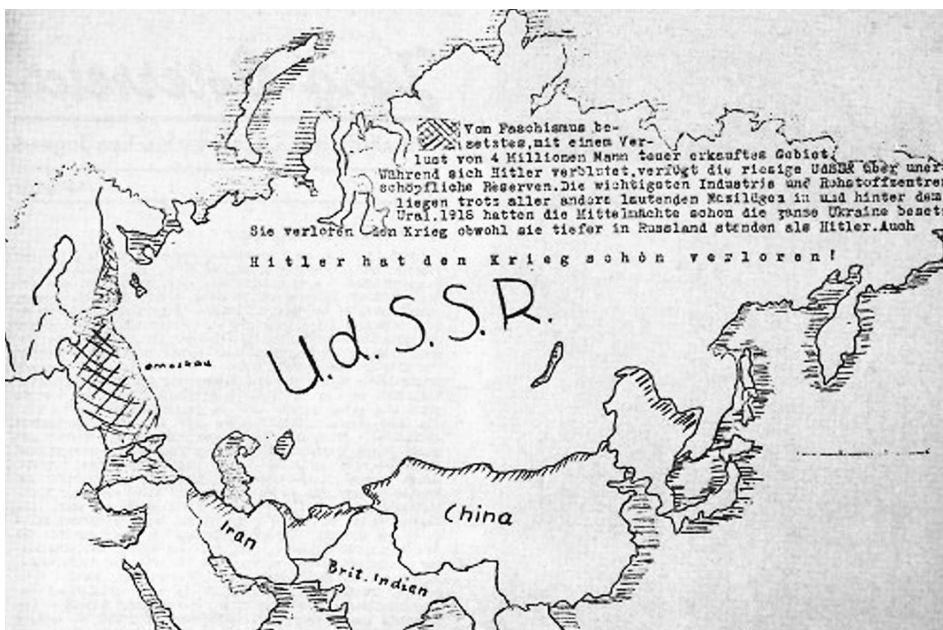 Vom Faschismus be-
setztes,mit einem Ver-
lust von 4 Millionen Mann teuer erkauftes Gebiet.
Während sich Hitler verblutet,verfügt die riesige UdSSR über uner-
schöpfliche Reserven.Die wichtigsten Industrie und Rohstoffzentren
liegen trotz aller anders lautenden Nazilügen in und hinter dem
Ural.1918 hatten die Mittelmächte schon die ganze Ukraine beset
Sie verloren den Krieg obwohl sie tiefer in Russland standen als Hitler.Auch
Hitler hat den Krieg schon verloren!
U.d.S.S.R.
omoskau
China
Iran
Brit. Indien